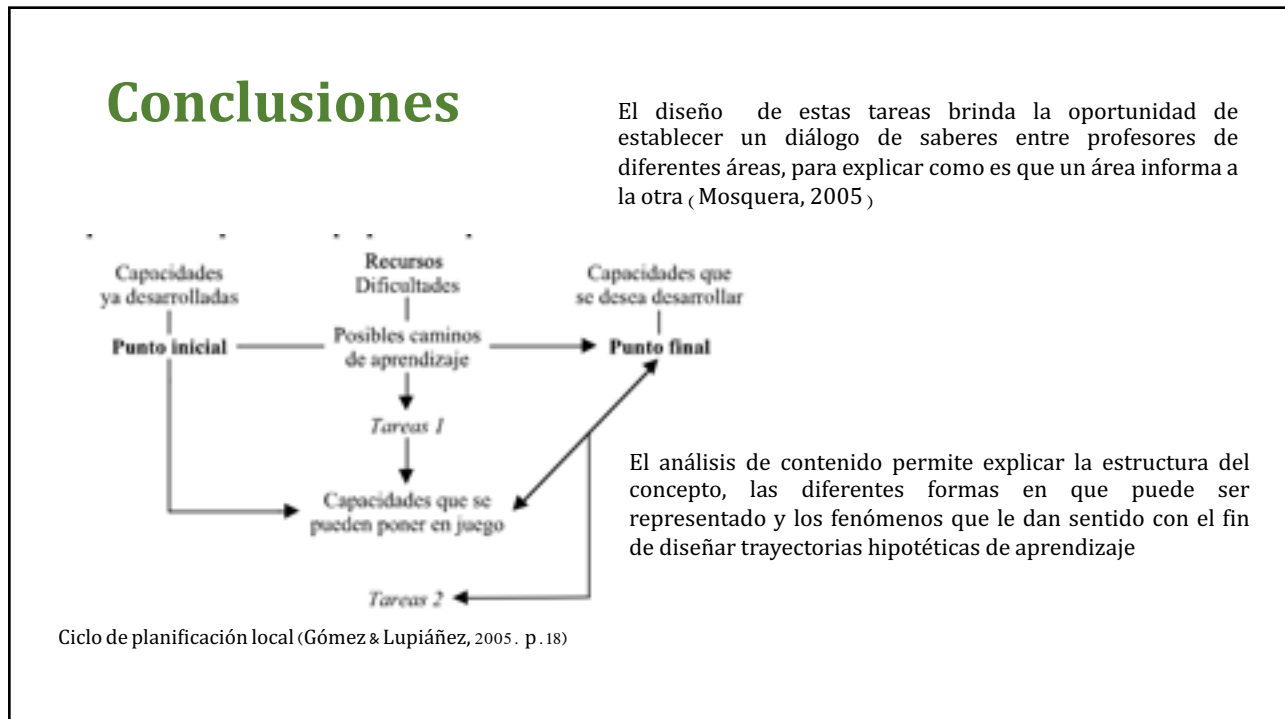 Conclusiones
El diseño de estas tareas brinda la oportunidad de
establecer un diálogo de saberes entre profesores de
diferentes áreas, para explicar como es que un área informa a
la otra ( Mosquera, 2005 )
Capacidades
ya desarrolladas
Recursos
Dificultades
Capacidades que
se desea desarrollar
Punto inicial
Posibles caminos
de aprendizaje
Punto final
Tareas 1
Capacidades que se
pueden poner en juego
Tareas 2
El análisis de contenido permite explicar la estructura del
concepto, las diferentes formas en que puede ser
representado y los fenómenos que le dan sentido con el fin
de diseñar trayectorias hipotéticas de aprendizaje
Ciclo de planificación local (Gómez & Lupiáñez, 2005. p.18)